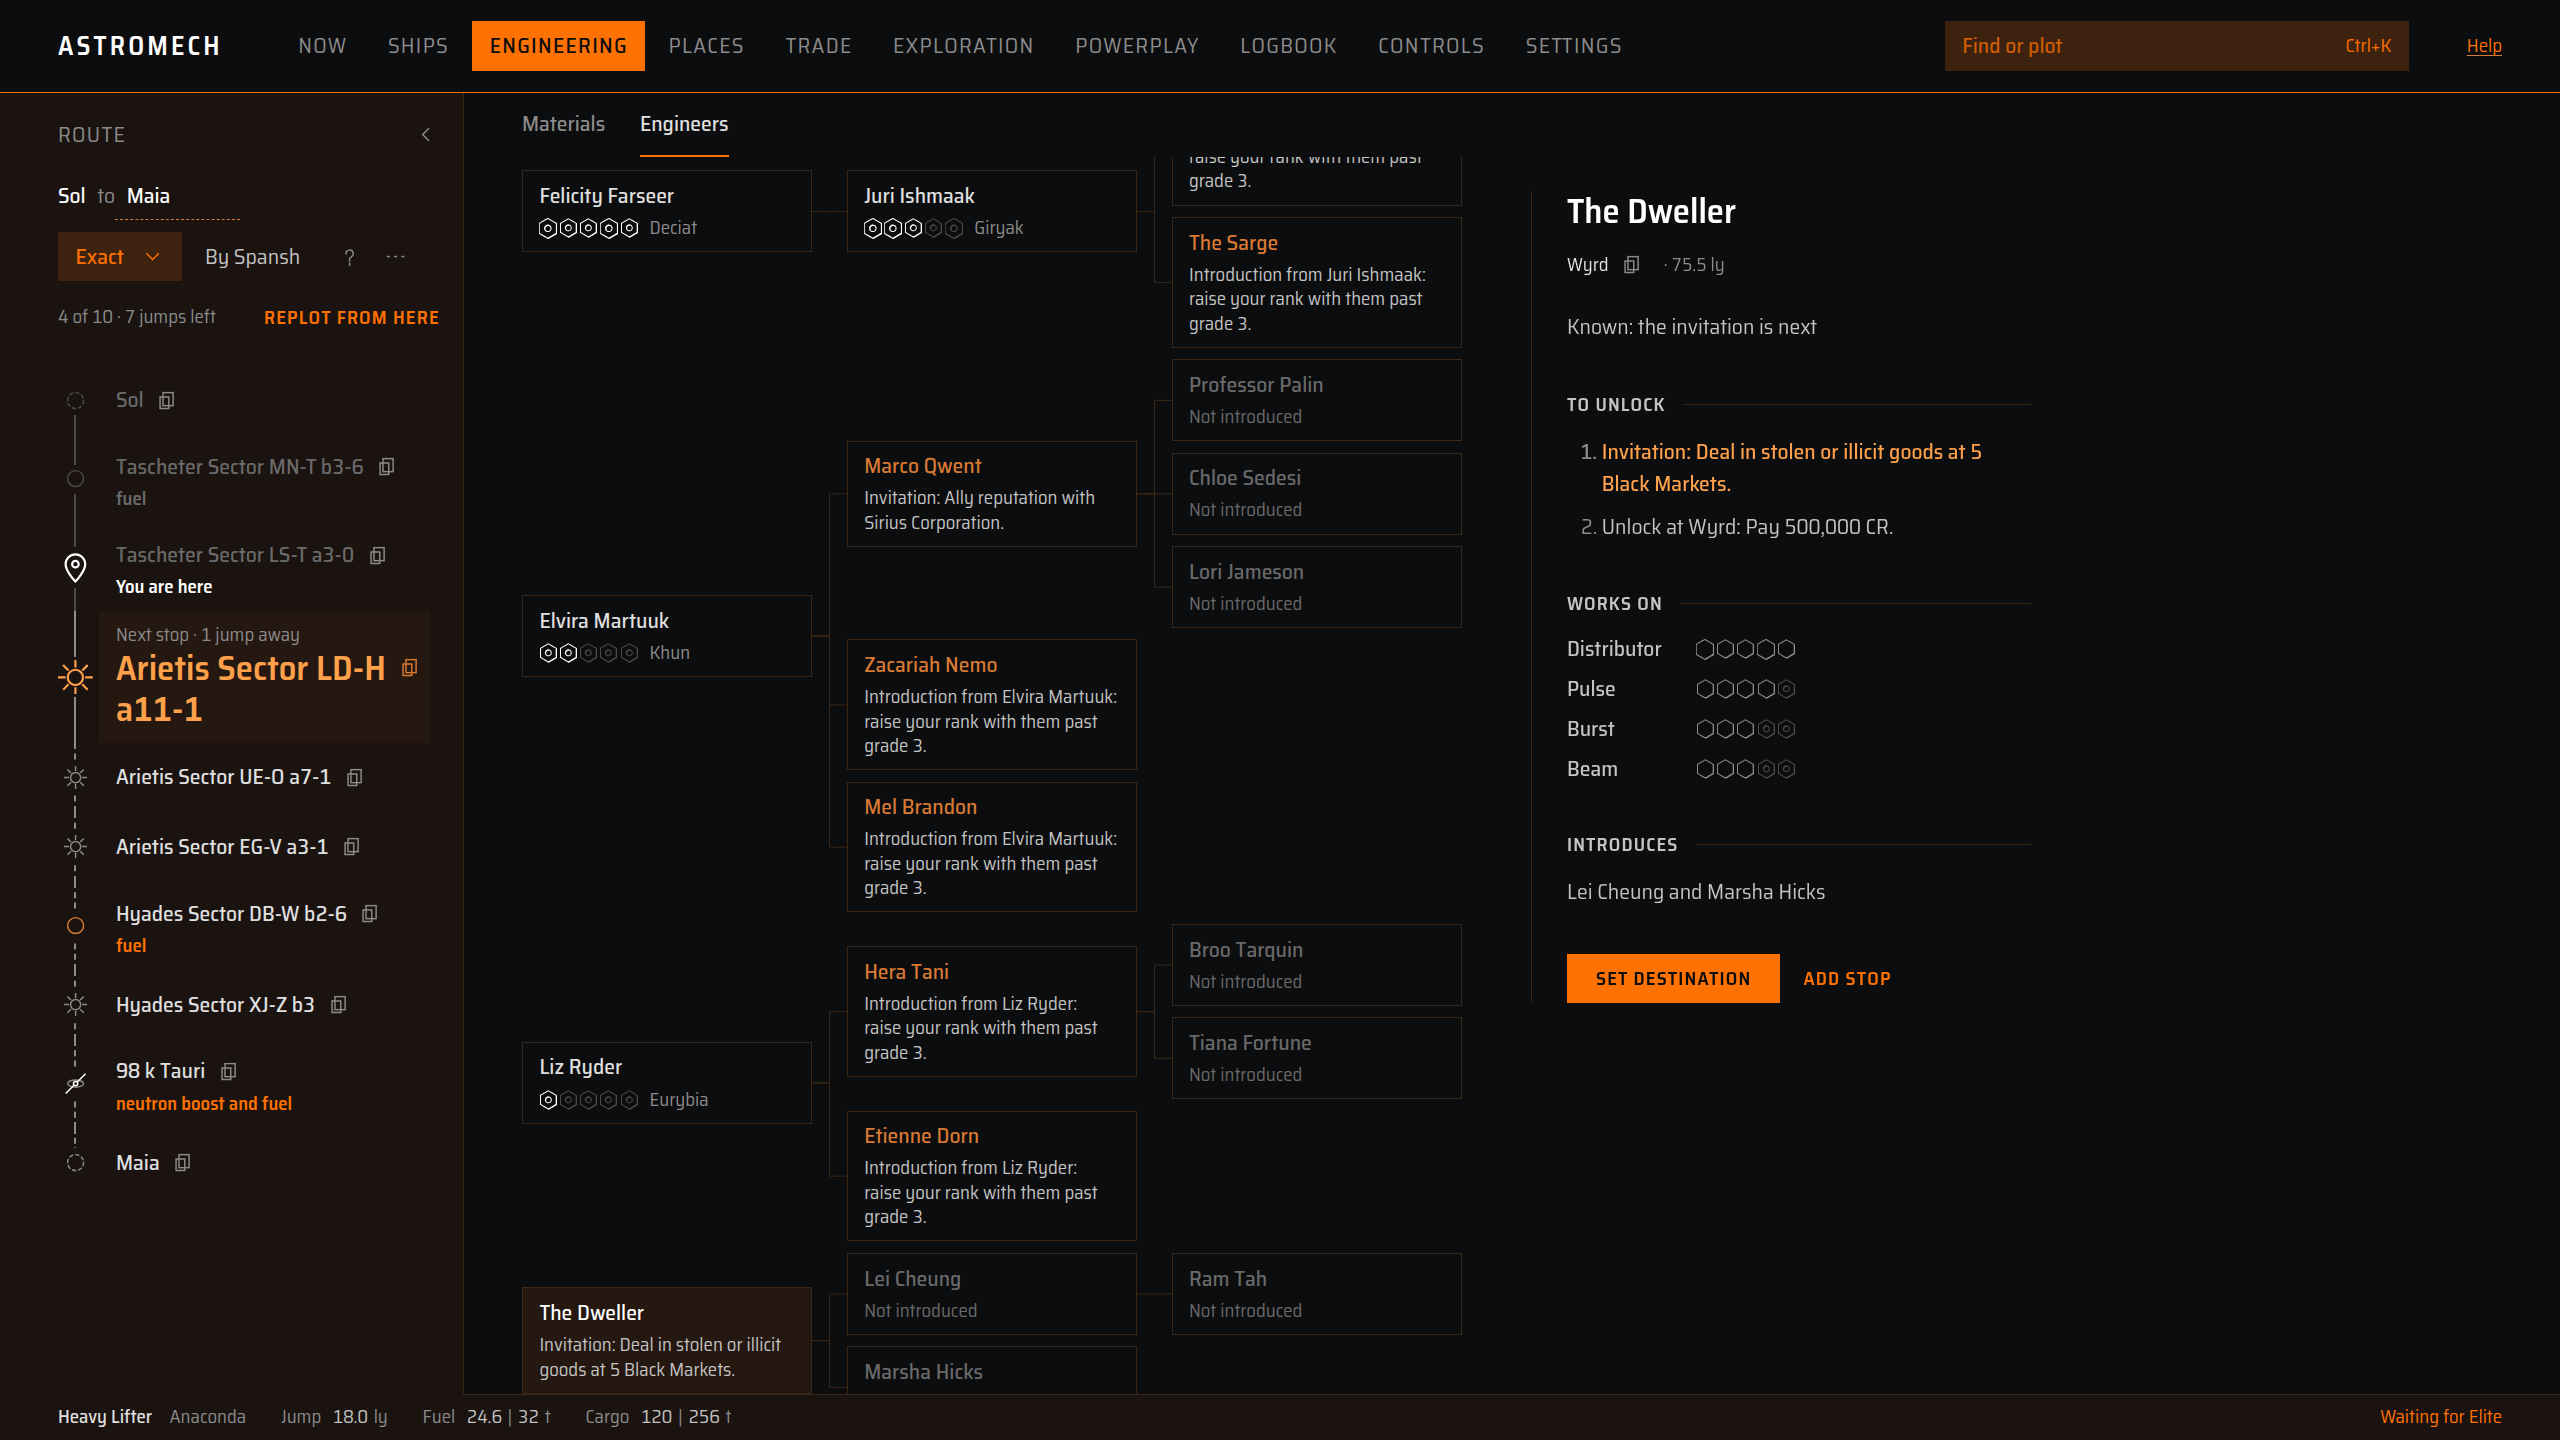 ASTROMECH
NOW
SHIPS
ENGINEERING
PLACES
TRADE
EXPLORATION
POWERPLAY
LOGBOOK
CONTROLS
SETTINGS
Find or plot
Ctrl+K
Help
ROUTE
Sol to Maia
Exact
By Spansh
?
4 of 10 · 7 jumps left
REPLOT FROM HERE
Sol
Tascheter Sector MN-T b3-6
fuel
Tascheter Sector LS-T a3-0
You are here
Next stop · 1 jump away
Arietis Sector LD-H
a11-1
Arietis Sector UE-O a7-1
Arietis Sector EG-V a3-1
Hyades Sector DB-W b2-6
fuel
Hyades Sector XJ-Z b3
98 k Tauri
neutron boost and fuel
Maia
Materials
Engineers
Felicity Farseer
Deciat
Juri Ishmaak
Giryak
raise your rank with them past
grade 3.
The Sarge
Introduction from Juri Ishmaak:
raise your rank with them past
grade 3.
Elvira Martuuk
Khun
Marco Qwent
Invitation: Ally reputation with
Sirius Corporation.
Professor Palin
Not introduced
Chloe Sedesi
Not introduced
Lori Jameson
Not introduced
Zacariah Nemo
Introduction from Elvira Martuuk:
raise your rank with them past
grade 3.
Mel Brandon
Introduction from Elvira Martuuk:
raise your rank with them past
grade 3.
Liz Ryder
Eurybia
Hera Tani
Introduction from Liz Ryder:
raise your rank with them past
grade 3.
Broo Tarquin
Not introduced
Tiana Fortune
Not introduced
Etienne Dorn
Introduction from Liz Ryder:
raise your rank with them past
grade 3.
The Dweller
Invitation: Deal in stolen or illicit
goods at 5 Black Markets.
Lei Cheung
Not introduced
Ram Tah
Not introduced
Marsha Hicks
The Dweller
Wyrd · 75.5 ly
Known: the invitation is next
TO UNLOCK
1. Invitation: Deal in stolen or illicit goods at 5
Black Markets.
2. Unlock at Wyrd: Pay 500,000 CR.
WORKS ON
Distributor
Pulse
Burst
Beam
INTRODUCES
Lei Cheung and Marsha Hicks
SET DESTINATION
ADD STOP
Heavy Lifter Anaconda Jump 18.0 ly Fuel 24.6 | 32 t Cargo 120 | 256 t
Waiting for Elite